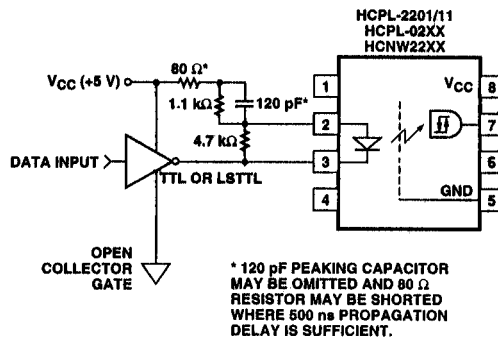 HCPL-2201/11
HCPL-02XX
HCNW22XX
80 Ω*
VCC (+5 V)
1.1 kΩ
120 pF*
4.7 kΩ
DATA INPUT
TTL OR LSTTL
OPEN
COLLECTOR
GATE
1
2
3
4
VCC
8
7
6
GND
5
* 120 pF PEAKING CAPACITOR
MAY BE OMITTED AND 80 Ω
RESISTOR MAY BE SHORTED
WHERE 500 ns PROPAGATION
DELAY IS SUFFICIENT.